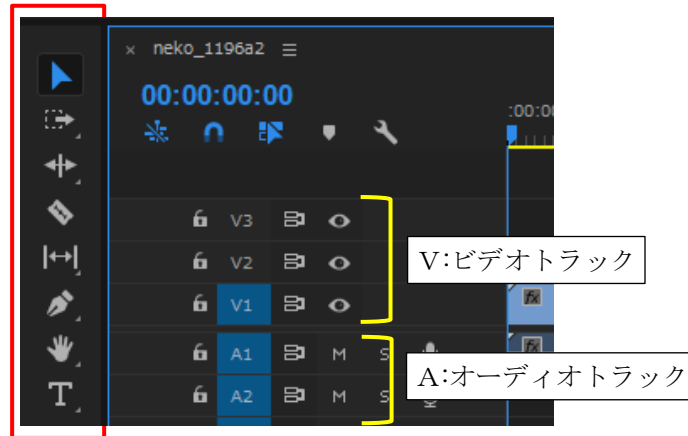 × neko_1196a2 ≡
00:00:00:00
:00:00
V3
V2
V:ビデオトラック
V1
fx
A1 M S
fx
A:オーディオトラック
A2 M S
T